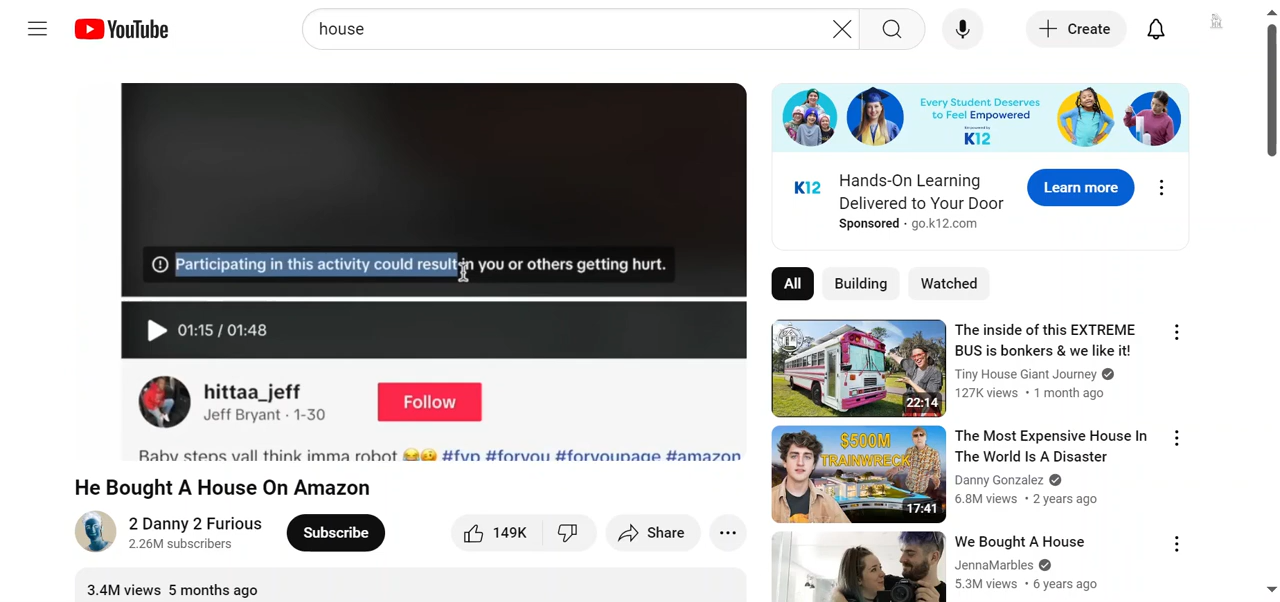 YouTube
house
Create
Every Student Deserves
to Feel Empowered
Empowered by
K12
K12
Hands-On Learning
Delivered to Your Door
Sponsored · go.k12.com
Learn more
Participating in this activity could result in you or others getting hurt.
01:15 / 01:48
hittaa_jeff
Jeff Bryant · 1-30
Follow
Baby steps yall think imma robot 😂🤕 #fyp #foryou #foryoupage #amazon
He Bought A House On Amazon
2 Danny 2 Furious
2.26M subscribers
Subscribe
149K
Share
3.4M views 5 months ago
All
Building
Watched
22:14
The inside of this EXTREME
BUS is bonkers & we like it!
Tiny House Giant Journey
127K views • 1 month ago
$500M
TRAINWRECK
17:41
The Most Expensive House In
The World Is A Disaster
Danny Gonzalez
6.8M views • 2 years ago
We Bought A House
JennaMarbles
5.3M views • 6 years ago